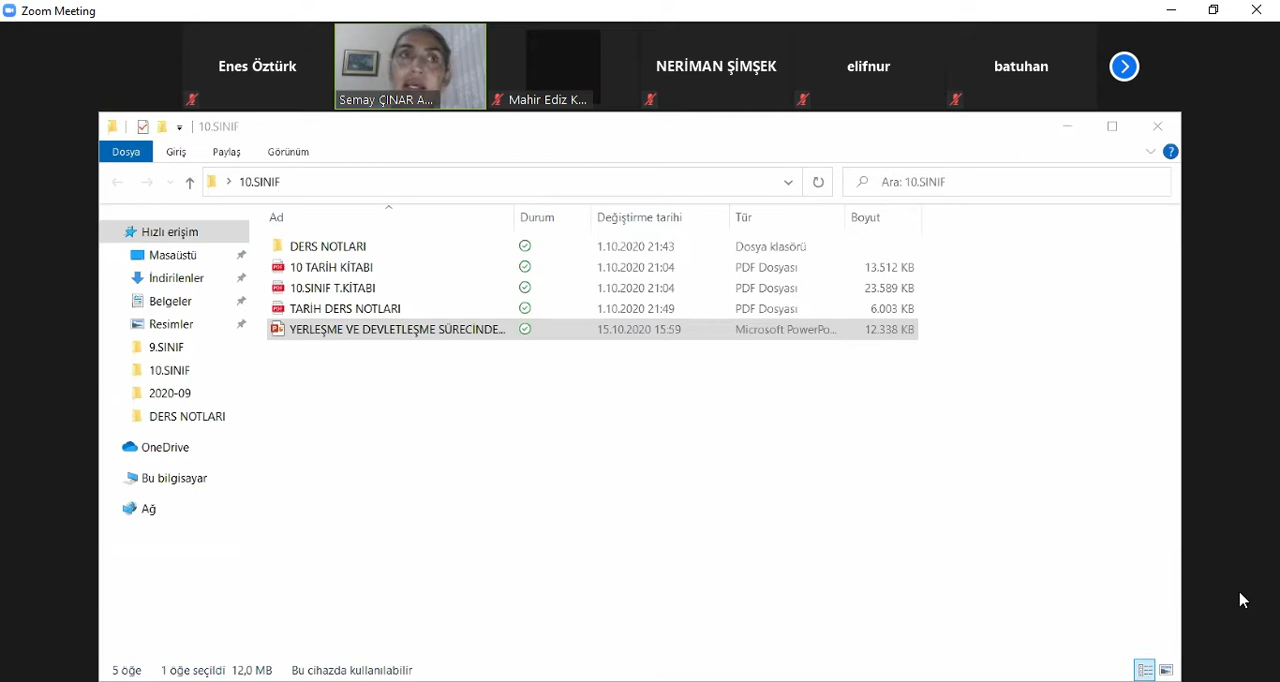 Zoom Meeting
Enes Öztürk
Semay ÇINAR A...
Mahir Ediz K...
NERİMAN ŞİMŞEK
elifnur
batuhan
10.SINIF
Dosya Giriş Paylaş Görünüm
10.SINIF
Ara: 10.SINIF
Ad Durum Değiştirme tarihi Tür Boyut
Hızlı erişim
Masaüstü
İndirilenler
Belgeler
Resimler
9.SINIF
10.SINIF
2020-09
DERS NOTLARI
OneDrive
Bu bilgisayar
Ağ
DERS NOTLARI 1.10.2020 21:43 Dosya klasörü
10 TARİH KİTABI 1.10.2020 21:04 PDF Dosyası 13.512 KB
10.SINIF T.KİTABI 1.10.2020 21:04 PDF Dosyası 23.589 KB
TARİH DERS NOTLARI 1.10.2020 21:49 PDF Dosyası 6.003 KB
YERLEŞME VE DEVLETLEŞME SÜRECİNDE... 15.10.2020 15:59 Microsoft PowerPo... 12.338 KB
5 öğe 1 öğe seçildi 12,0 MB Bu cihazda kullanılabilir